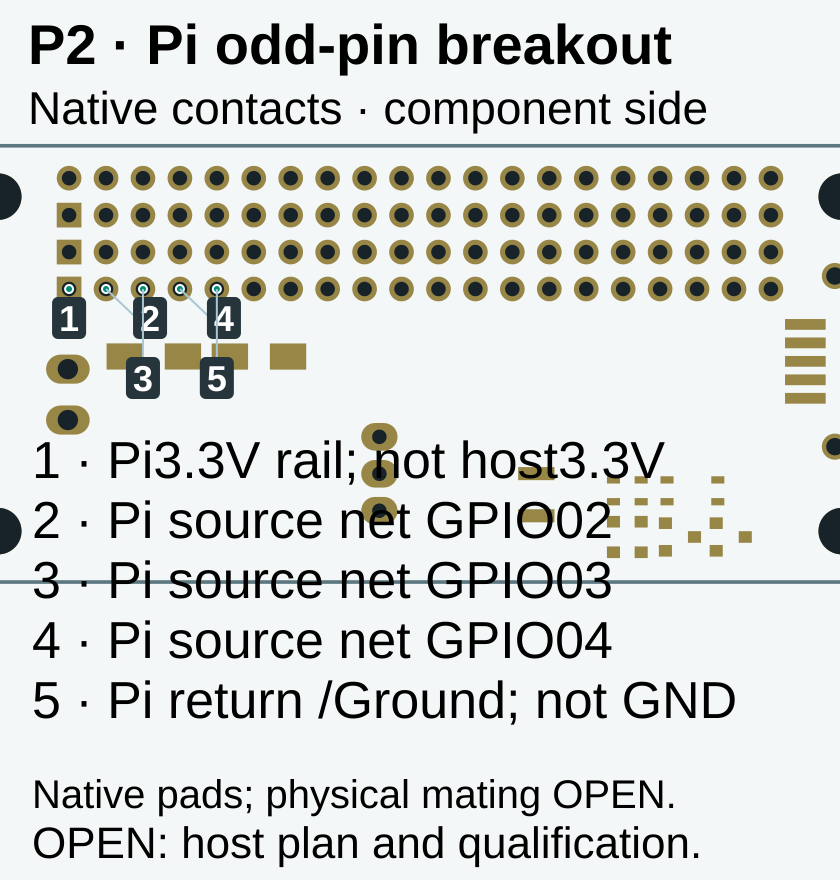 P2 · Pi odd-pin breakout
Native contacts · component side
1
2
4
3
5
1 · Pi3.3V rail; not host3.3V
2 · Pi source net GPIO02
3 · Pi source net GPIO03
4 · Pi source net GPIO04
5 · Pi return /Ground; not GND
Native pads; physical mating OPEN.
OPEN: host plan and qualification.